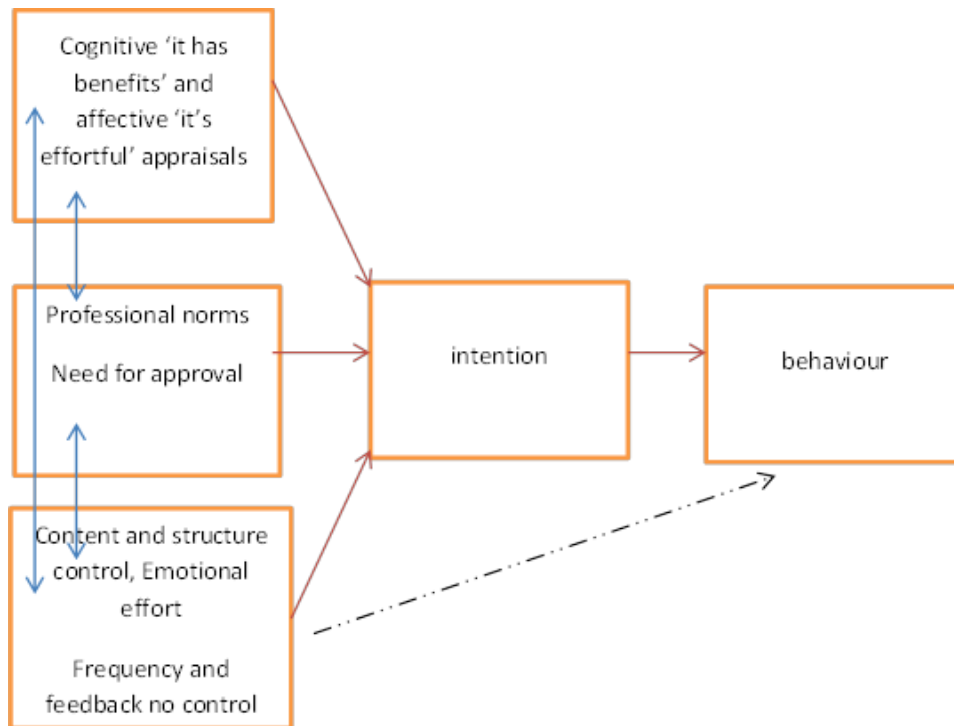 Cognitive ‘it has
benefits’ and
affective ‘it’s
effortful’ appraisals
Professional norms
Need for approval
Content and structure
control, Emotional
effort
Frequency and
feedback no control
intention
behaviour